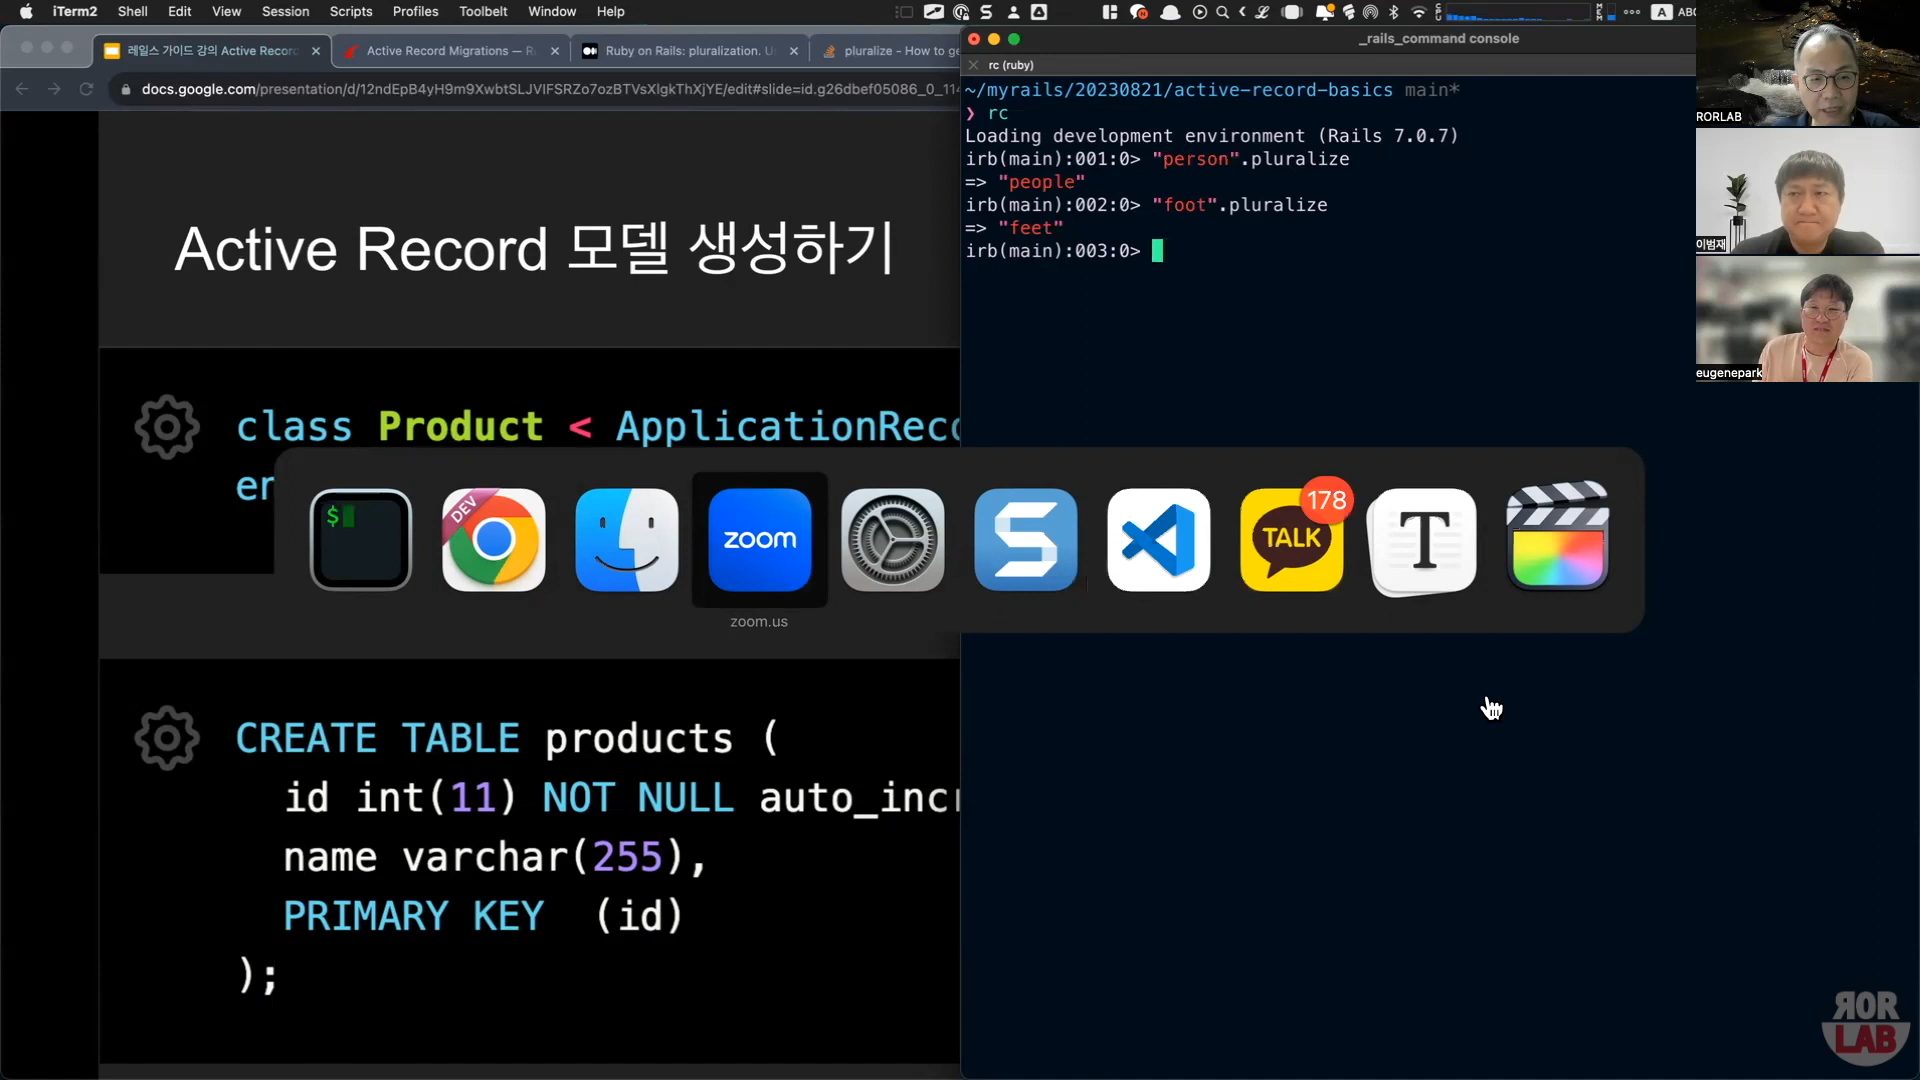 iTerm2 Shell Edit View Session Scripts Profiles Toolbelt Window Help
레일스 가이드 강의 Active Record
Active Record Migrations — R
Ruby on Rails: pluralization. U
pluralize - How to ge
docs.google.com/presentation/d/12ndEpB4yH9m9XwbtSLJVIFSRZo7ozBTVsXlgkThXjYE/edit#slide=id.g26dbef05086_0_114
Active Record 모델 생성하기
class Product < ApplicationReco
en
CREATE TABLE products (
id int(11) NOT NULL auto_incr
name varchar(255),
PRIMARY KEY (id)
);
_rails_command console
rc (ruby)
~/myrails/20230821/active-record-basics main*
❯ rc
Loading development environment (Rails 7.0.7)
irb(main):001:0> "person".pluralize
=> "people"
irb(main):002:0> "foot".pluralize
=> "feet"
irb(main):003:0>
$
DEV
zoom
S
TALK
178
T
zoom.us
RORLAB
이범재
eugenepark
ROR
LAB